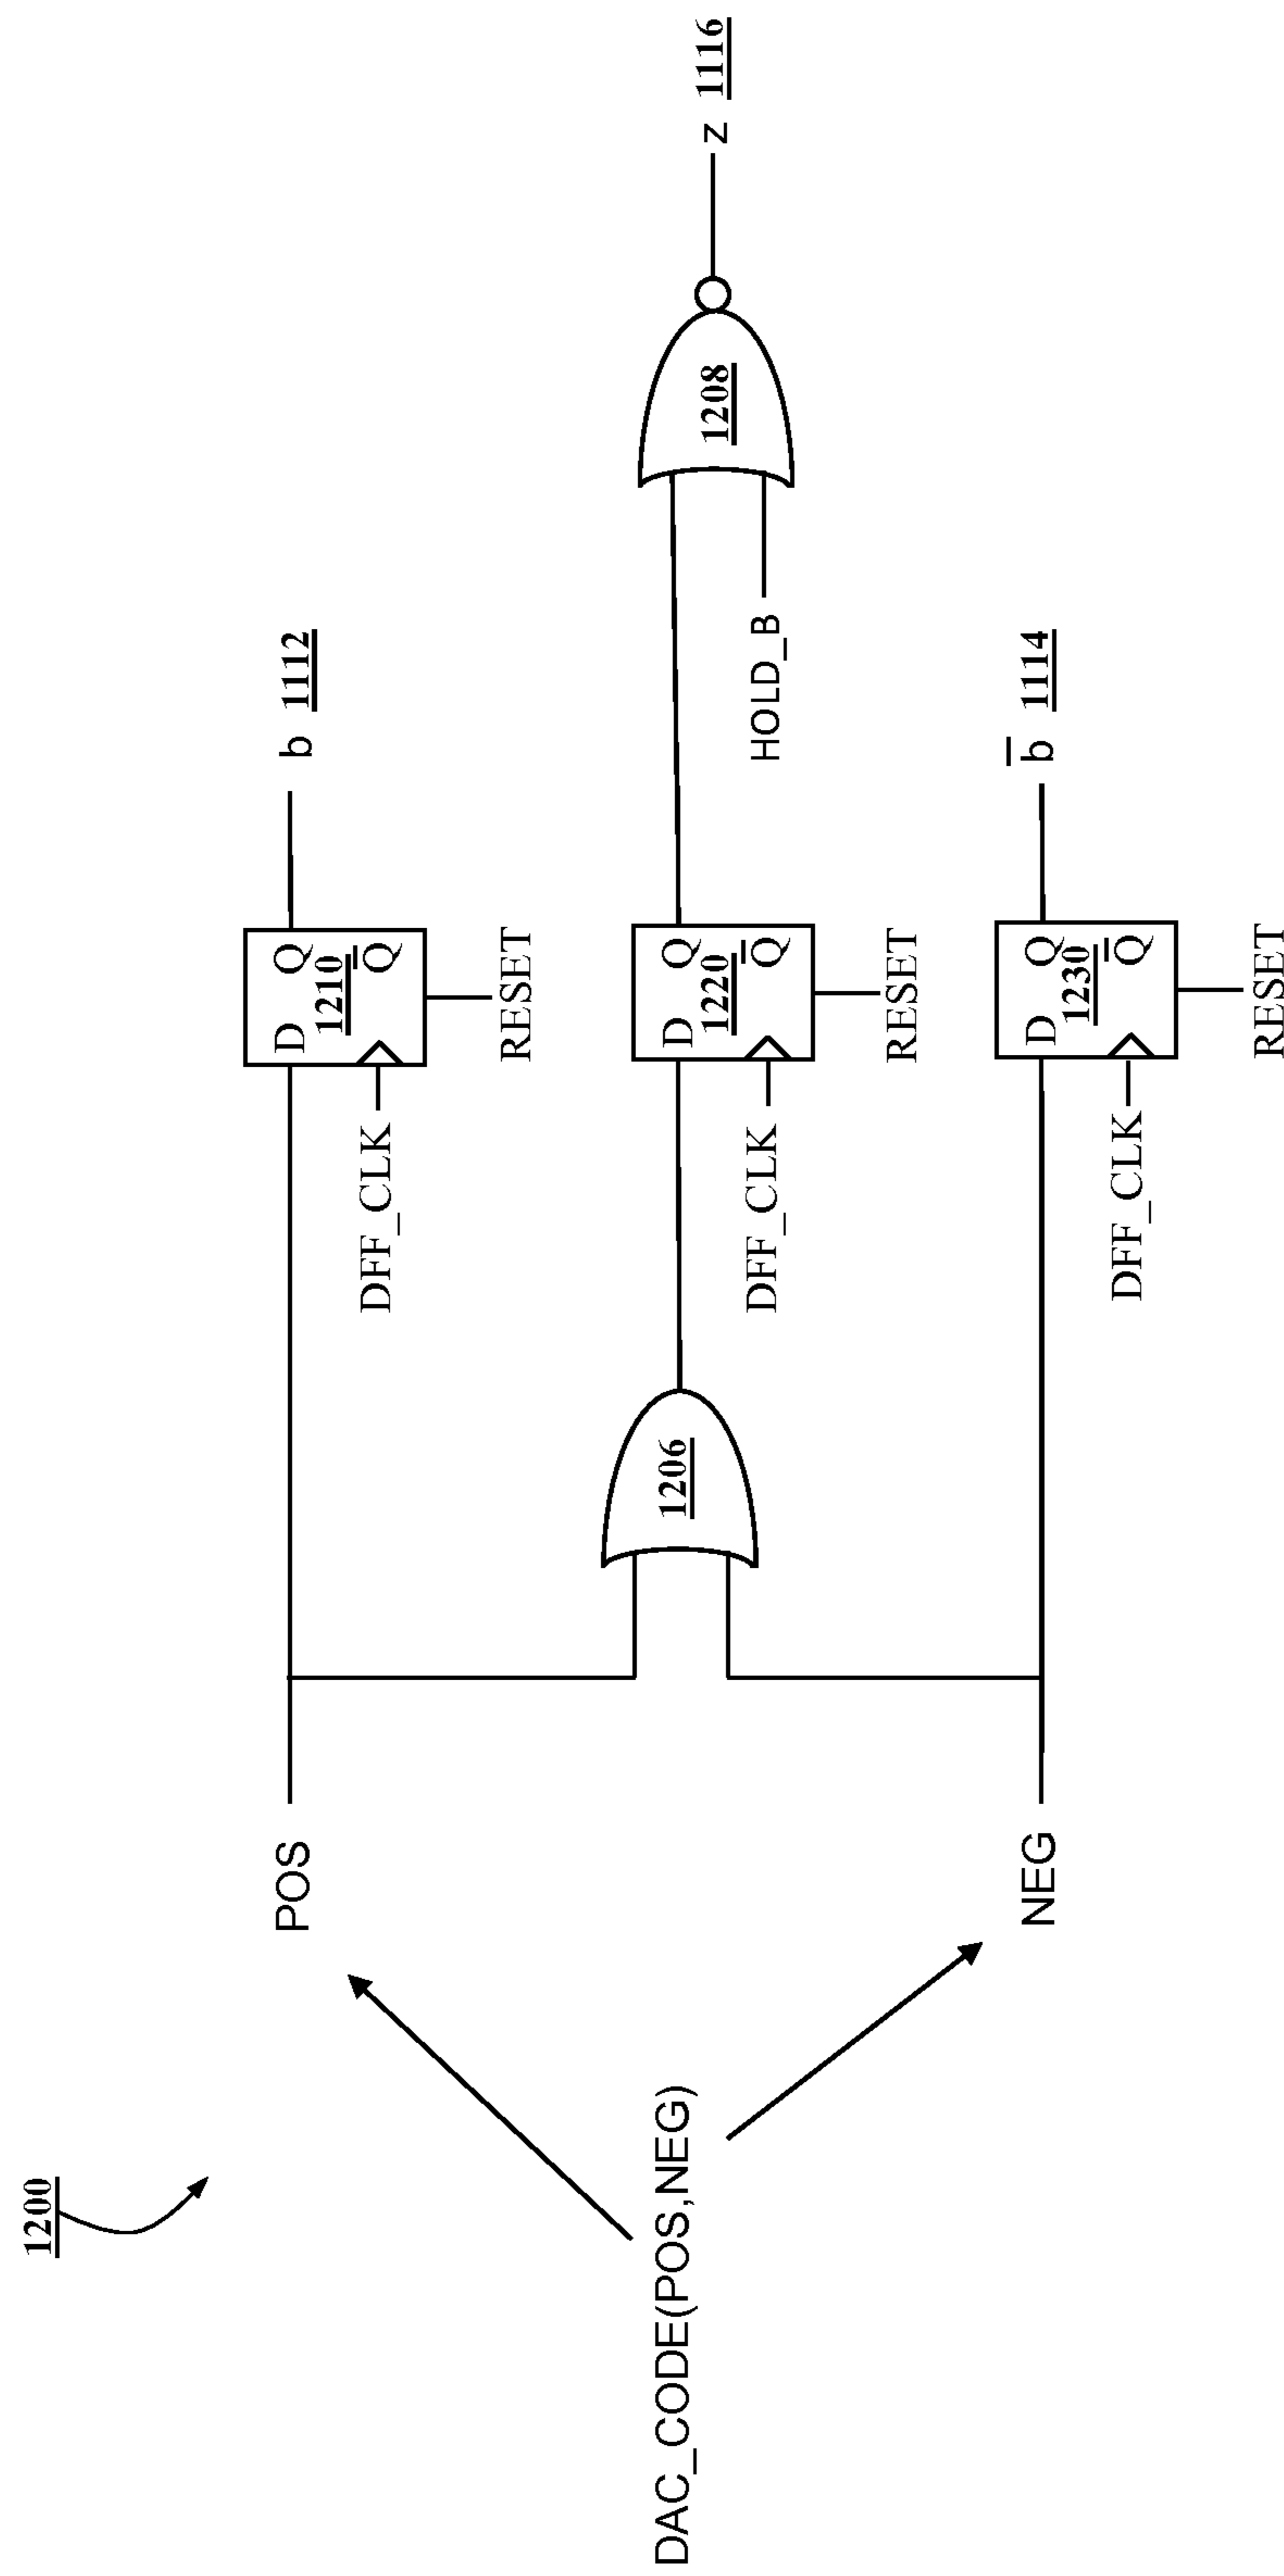 1200
DAC_CODE(POS,NEG)
POS
NEG
1206
D Q
1210
Q̅
DFF_CLK
RESET
b 1112
D Q
1220
Q̅
DFF_CLK
RESET
HOLD_B
1208
z 1116
D Q
1230
Q̅
DFF_CLK
RESET
b̅ 1114